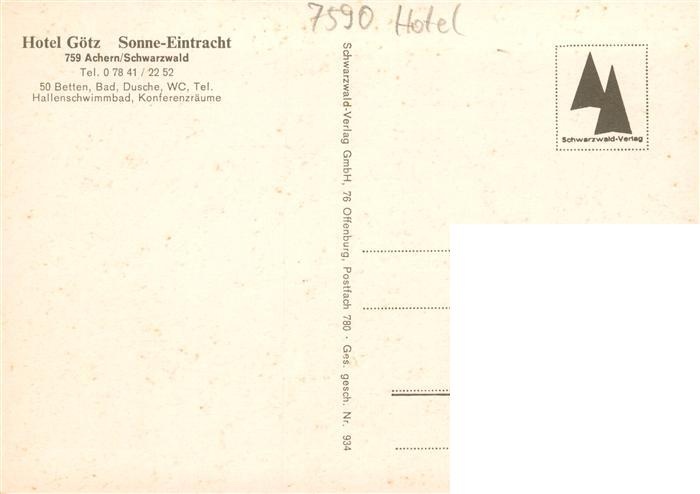 7590 Hotel
Hotel Götz Sonne-Eintracht
759 Achern/Schwarzwald
Tel. 0 78 41 / 22 52
50 Betten, Bad, Dusche, WC, Tel.
Hallenschwimmbad, Konferenzräume
Schwarzwald-Verlag GmbH, 76 Offenburg, Postfach 780 · Ges. gesch. Nr. 934
Schwarzwald-Verlag